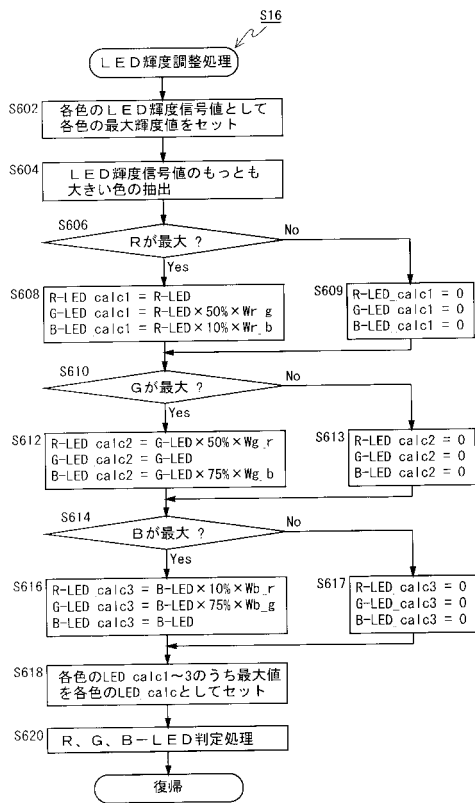 S16
LED輝度調整処理
S602
各色のLED輝度信号値として
各色の最大輝度値をセット
S604
LED輝度信号値のもっとも
大きい色の抽出
S606
Rが最大 ?
No
Yes
S608
R-LED calc1 = R-LED
G-LED calc1 = R-LED×50%×Wr_g
B-LED calc1 = R-LED×10%×Wr_b
S609
R-LED_calc1 = 0
G-LED calc1 = 0
B-LED calc1 = 0
S610
Gが最大 ?
No
Yes
S612
R-LED calc2 = G-LED×50%×Wg_r
G-LED calc2 = G-LED
B-LED calc2 = G-LED×75%×Wg_b
S613
R-LED calc2 = 0
G-LED calc2 = 0
B-LED calc2 = 0
S614
Bが最大 ?
No
Yes
S616
R-LED calc3 = B-LED×10%×Wb_r
G-LED calc3 = B-LED×75%×Wb_g
B-LED calc3 = B-LED
S617
R-LED_calc3 = 0
G-LED_calc3 = 0
B-LED calc3 = 0
S618
各色のLED calc1~3のうち最大値
を各色のLED calcとしてセット
S620
R、G、B-LED判定処理
復帰